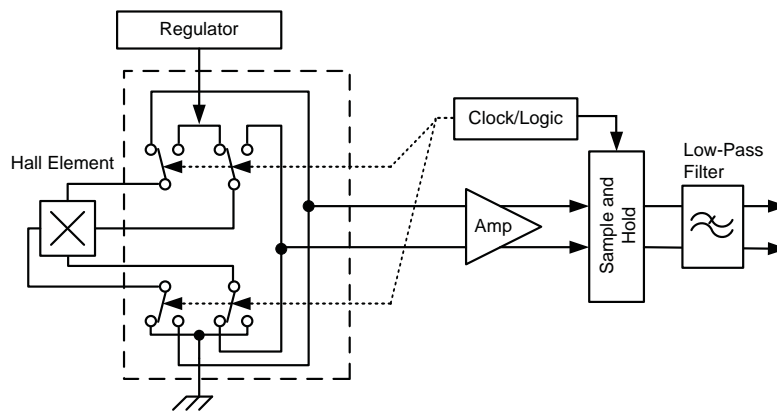 Regulator
Clock/Logic
Hall Element
Low-Pass
Filter
Amp
Sample and
Hold